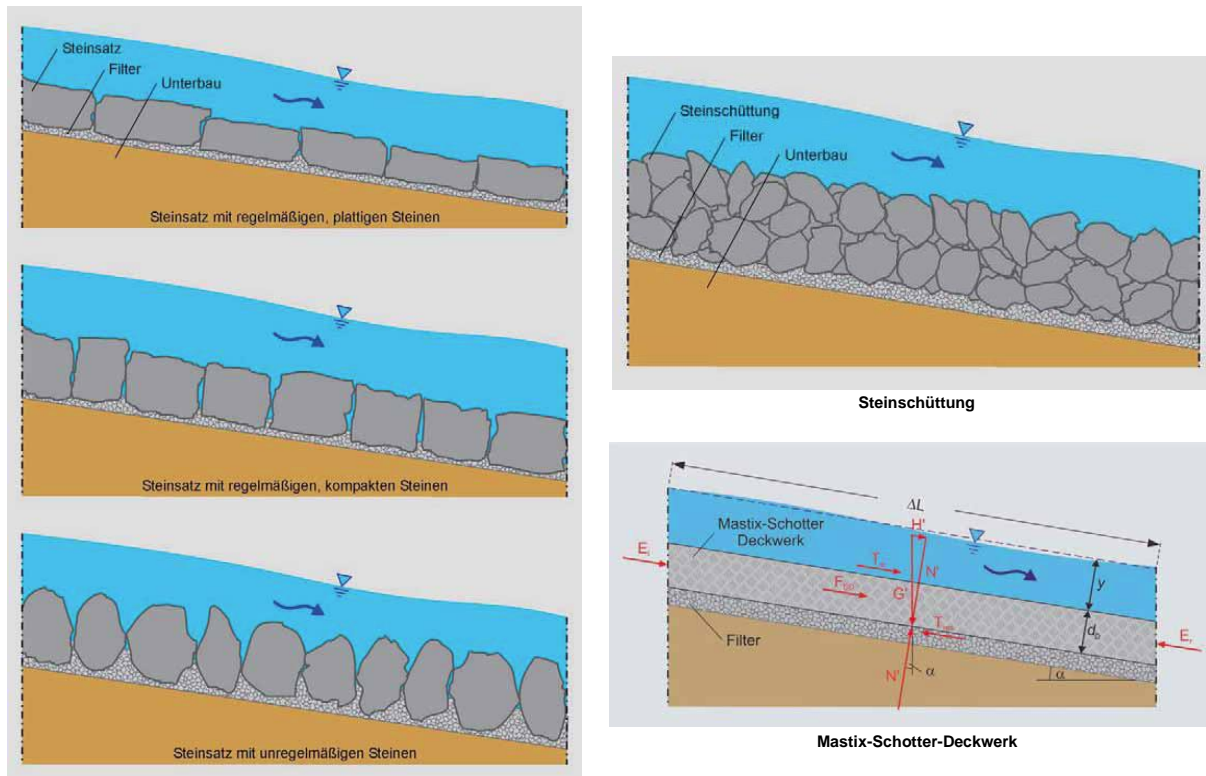 Steinsatz
Filter
Unterbau
Steinsatz mit regelmäßigen, plattigen Steinen
Steinsatz mit regelmäßigen, kompakten Steinen
Steinsatz mit unregelmäßigen Steinen
Steinschüttung
Filter
Unterbau
Steinschüttung
ΔL
H'
Mastix-Schotter
Deckwerk
N'
y
G'
Filter
N'
α
α
Mastix-Schotter-Deckwerk